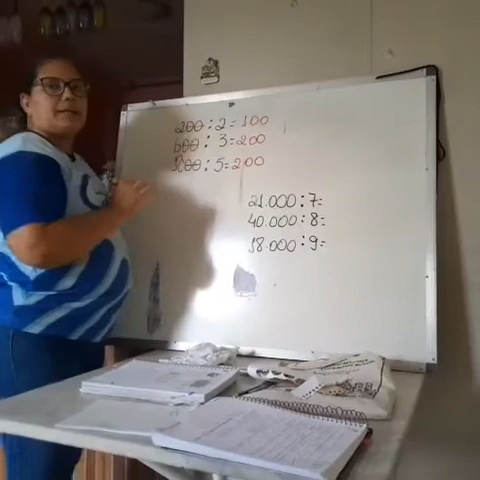 200 : 2 = 100
600 : 3 = 200
1000 : 5 = 200
21.000 : 7 =
40.000 : 8 =
18.000 : 9 =